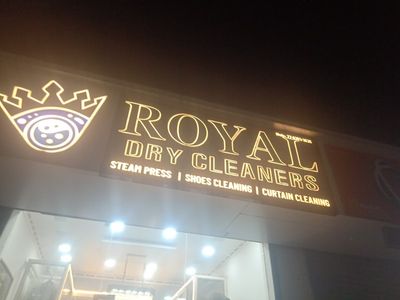 ROYAL
DRY CLEANERS
STEAM PRESS | SHOES CLEANING | CURTAIN CLEANING